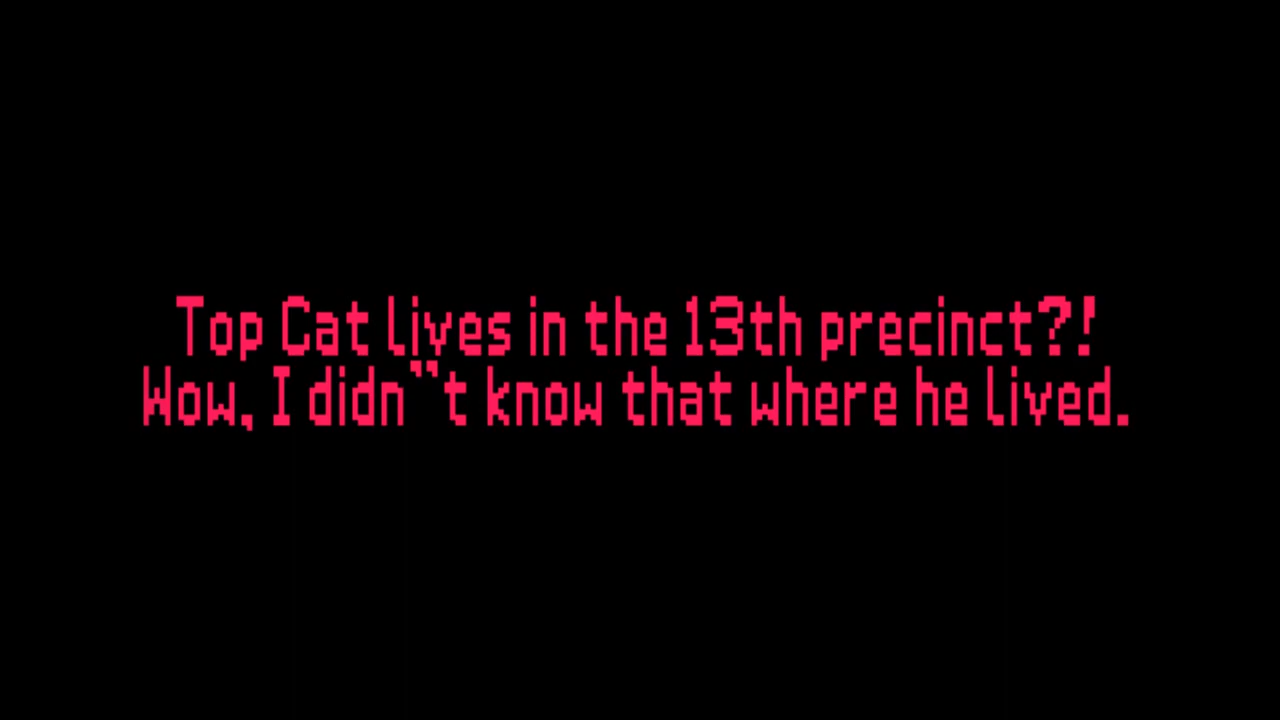 Top Cat lives in the 13th precinct?!
Wow, I didn"t know that where he lived.